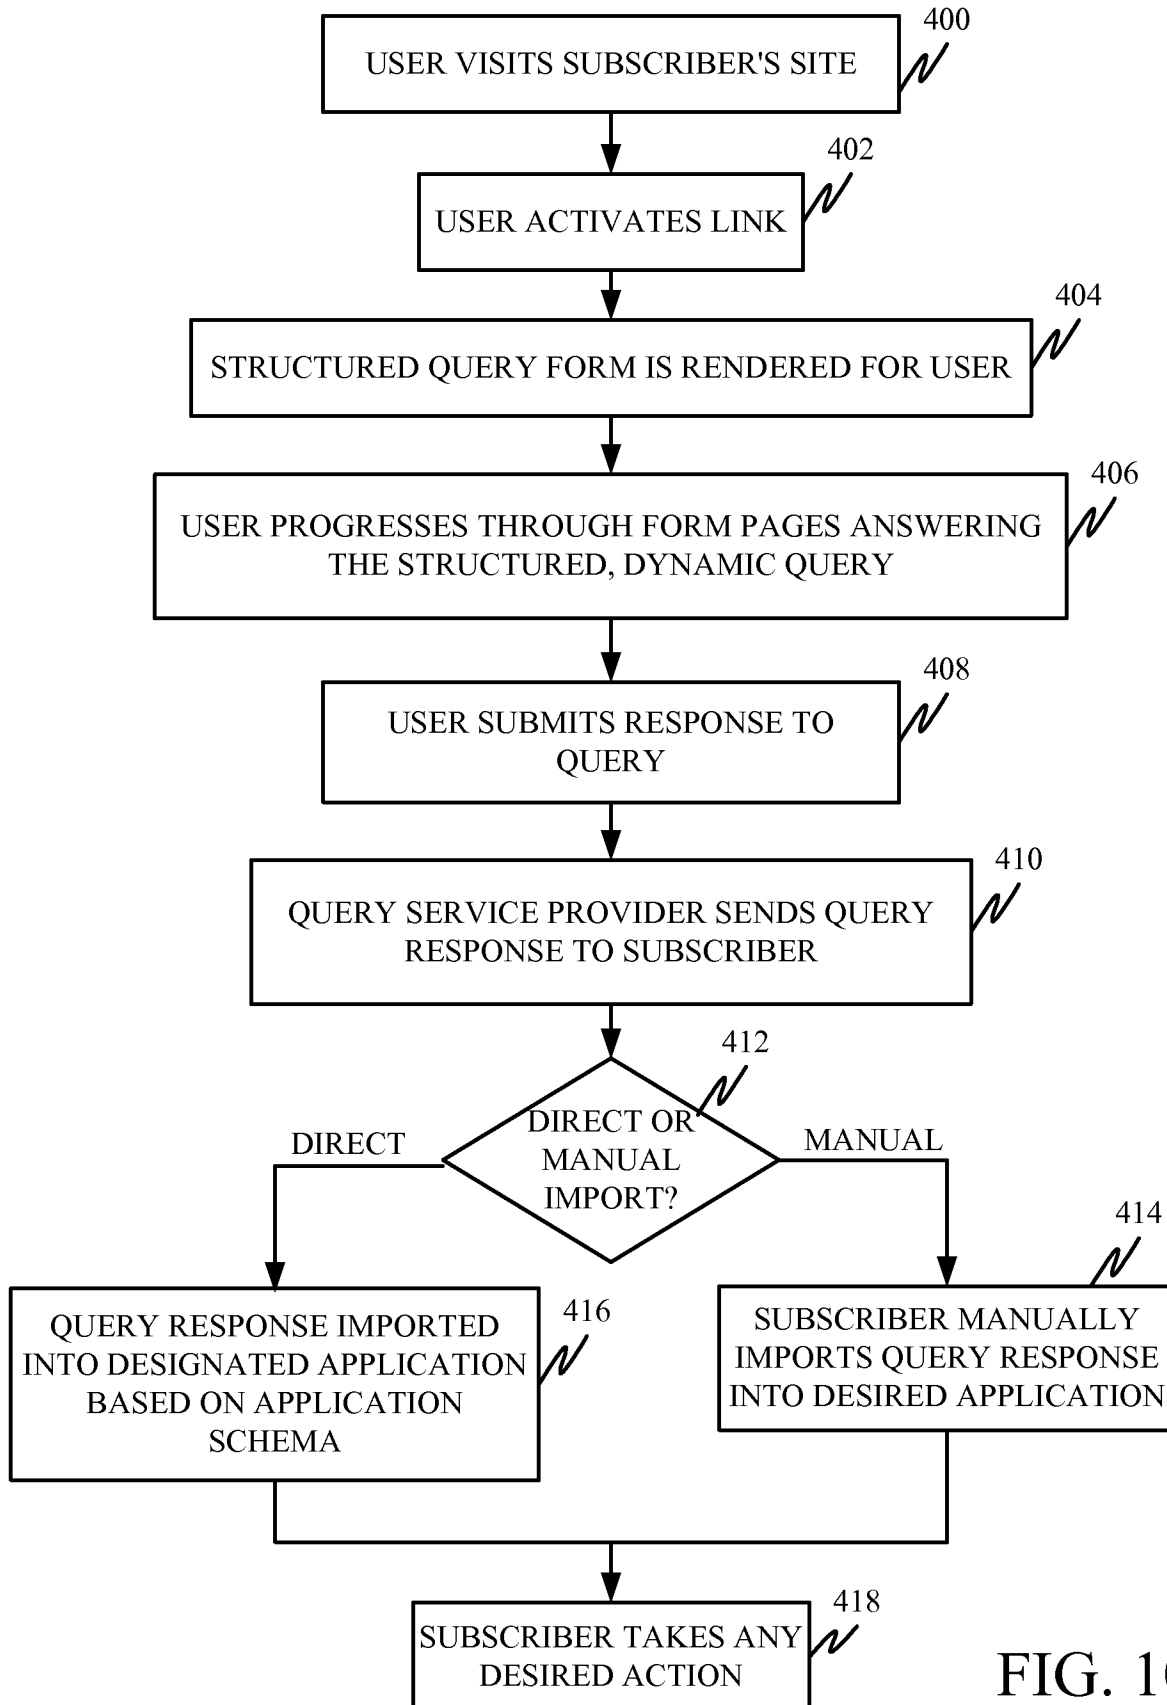 400
USER VISITS SUBSCRIBER'S SITE
402
USER ACTIVATES LINK
404
STRUCTURED QUERY FORM IS RENDERED FOR USER
406
USER PROGRESSES THROUGH FORM PAGES ANSWERING
THE STRUCTURED, DYNAMIC QUERY
408
USER SUBMITS RESPONSE TO
QUERY
410
QUERY SERVICE PROVIDER SENDS QUERY
RESPONSE TO SUBSCRIBER
412
DIRECT OR
MANUAL
IMPORT?
DIRECT
MANUAL
416
QUERY RESPONSE IMPORTED
INTO DESIGNATED APPLICATION
BASED ON APPLICATION
SCHEMA
414
SUBSCRIBER MANUALLY
IMPORTS QUERY RESPONSE
INTO DESIRED APPLICATION
418
SUBSCRIBER TAKES ANY
DESIRED ACTION
FIG.